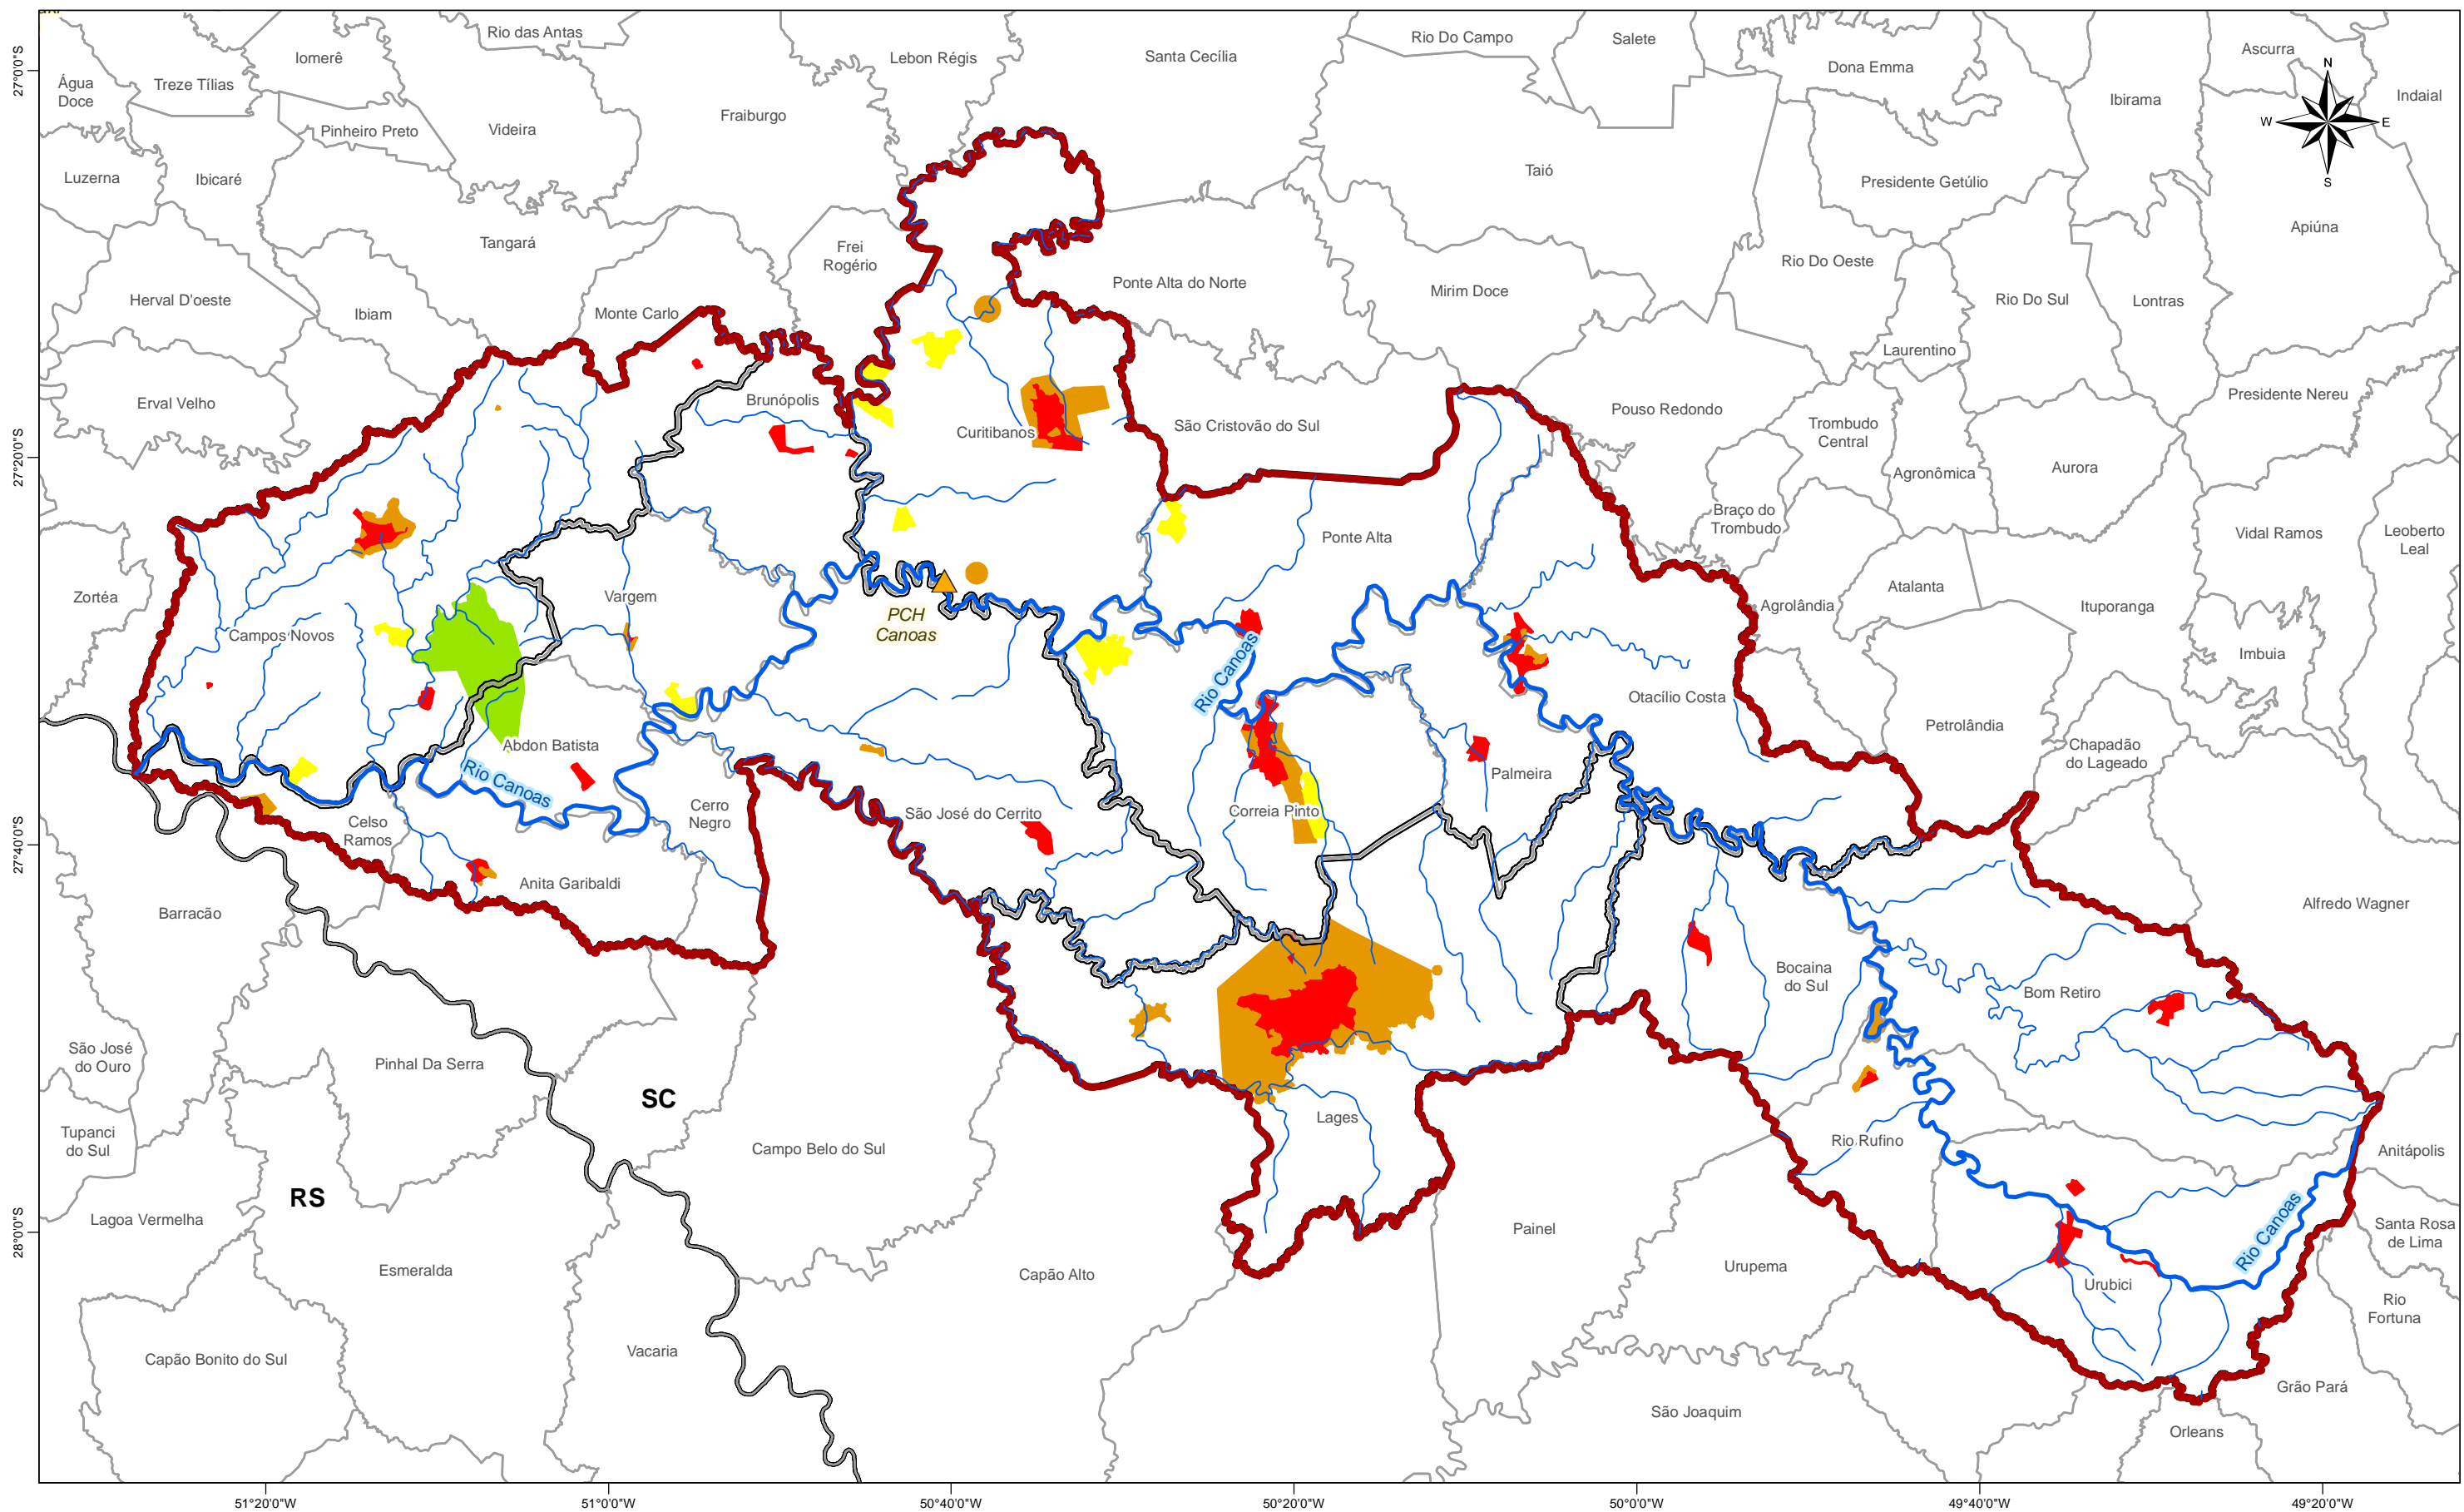 Rio das Antas
Lebon Régis
Santa Cecília
Rio Do Campo
Salete
Ascurra
Iomerê
Treze Tílias
Água
Doce
Dona Emma
Ibirama
Indaial
N
W
E
S
27°0'0"S
Pinheiro Preto
Videira
Fraiburgo
Luzerna
Ibicaré
Taió
Presidente Getúlio
Apiúna
Tangará
Frei
Rogério
Ponte Alta do Norte
Mirim Doce
Rio Do Oeste
Rio Do Sul
Lontras
Herval D'oeste
Ibiam
Monte Carlo
Laurentino
Erval Velho
Brunópolis
Curitibanos
São Cristovão do Sul
Pouso Redondo
Trombudo
Central
Presidente Nereu
27°20'0"S
Agronômica
Aurora
Braço do
Trombudo
Ponte Alta
Vidal Ramos
Leoberto
Leal
Zortéa
Vargem
PCH
Canoas
Agrolândia
Atalanta
Ituporanga
Campos Novos
Imbuia
Rio Canoas
Otacílio Costa
Petrolândia
Abdon Batista
Rio Canoas
Palmeira
Chapadão
do Lageado
Celso
Ramos
Cerro
Negro
São José do Cerrito
Correia Pinto
27°40'0"S
Anita Garibaldi
Barracão
Alfredo Wagner
Bocaina
do Sul
Bom Retiro
São José
do Ouro
Pinhal Da Serra
SC
Lages
Tupanci
do Sul
Campo Belo do Sul
Rio Rufino
Anitápolis
RS
Lagoa Vermelha
Painel
Rio Canoas
Santa Rosa
de Lima
28°0'0"S
Esmeralda
Capão Alto
Urupema
Urubici
Rio
Fortuna
Capão Bonito do Sul
Vacaria
Grão Pará
São Joaquim
Orleans
51°20'0"W
51°0'0"W
50°40'0"W
50°20'0"W
50°0'0"W
49°40'0"W
49°20'0"W